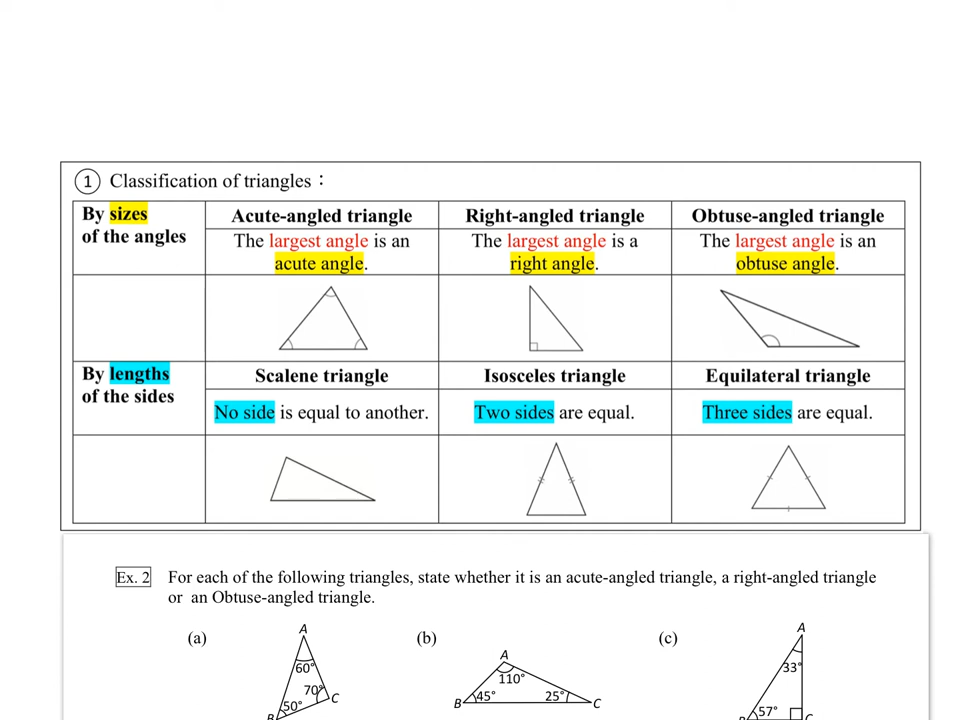 ① Classification of triangles：
By sizes
of the angles
Acute-angled triangle
Right-angled triangle
Obtuse-angled triangle
The largest angle is an
acute angle.
The largest angle is a
right angle.
The largest angle is an
obtuse angle.
By lengths
of the sides
Scalene triangle
Isosceles triangle
Equilateral triangle
No side is equal to another.
Two sides are equal.
Three sides are equal.
Ex. 2 For each of the following triangles, state whether it is an acute-angled triangle, a right-angled triangle
or an Obtuse-angled triangle.
(a)
A
60°
70°
C
50°
B
(b)
A
110°
B
45°
25°
C
(c)
A
33°
57°